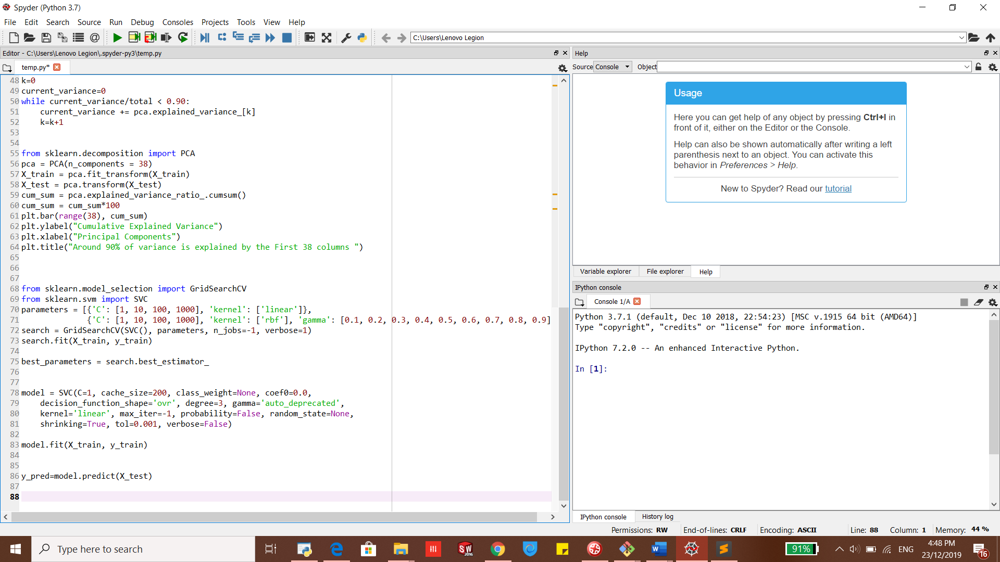 Spyder (Python 3.7)
File Edit Search Source Run Debug Consoles Projects Tools View Help
C:\Users\Lenovo Legion
Editor - C:\Users\Lenovo Legion\.spyder-py3\temp.py
temp.py*
48 k=0
49 current_variance=0
50 while current_variance/total < 0.90:
51     current_variance += pca.explained_variance_[k]
52     k=k+1
53
54
55 from sklearn.decomposition import PCA
56 pca = PCA(n_components = 38)
57 X_train = pca.fit_transform(X_train)
58 X_test = pca.transform(X_test)
59 cum_sum = pca.explained_variance_ratio_.cumsum()
60 cum_sum = cum_sum*100
61 plt.bar(range(38), cum_sum)
62 plt.ylabel("Cumulative Explained Variance")
63 plt.xlabel("Principal Components")
64 plt.title("Around 90% of variance is explained by the First 38 columns ")
65
66
67
68 from sklearn.model_selection import GridSearchCV
69 from sklearn.svm import SVC
70 parameters = [{'C': [1, 10, 100, 1000], 'kernel': ['linear']},
71               {'C': [1, 10, 100, 1000], 'kernel': ['rbf'], 'gamma': [0.1, 0.2, 0.3, 0.4, 0.5, 0.6, 0.7, 0.8, 0.9]
72 search = GridSearchCV(SVC(), parameters, n_jobs=-1, verbose=1)
73 search.fit(X_train, y_train)
74
75 best_parameters = search.best_estimator_
76
77
78 model = SVC(C=1, cache_size=200, class_weight=None, coef0=0.0,
79     decision_function_shape='ovr', degree=3, gamma='auto_deprecated',
80     kernel='linear', max_iter=-1, probability=False, random_state=None,
81     shrinking=True, tol=0.001, verbose=False)
82
83 model.fit(X_train, y_train)
84
85
86 y_pred=model.predict(X_test)
87
88
Help
Source Console Object
Usage
Here you can get help of any object by pressing Ctrl+I in
front of it, either on the Editor or the Console.
Help can also be shown automatically after writing a left
parenthesis next to an object. You can activate this
behavior in Preferences > Help.
New to Spyder? Read our tutorial
Variable explorer File explorer Help
IPython console
Console 1/A
Python 3.7.1 (default, Dec 10 2018, 22:54:23) [MSC v.1915 64 bit (AMD64)]
Type "copyright", "credits" or "license" for more information.
IPython 7.2.0 -- An enhanced Interactive Python.
In [1]:
IPython console History log
Permissions: RW End-of-lines: CRLF Encoding: ASCII Line: 88 Column: 1 Memory: 44 %
Type here to search
SW 2016
91%
ENG
4:48 PM
23/12/2019
16